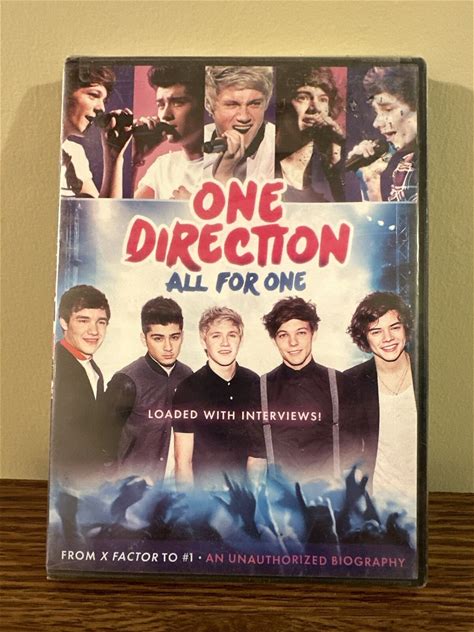 ONE
DIRECTION
ALL FOR ONE
LOADED WITH INTERVIEWS!
FROM X FACTOR TO #1 • AN UNAUTHORIZED BIOGRAPHY